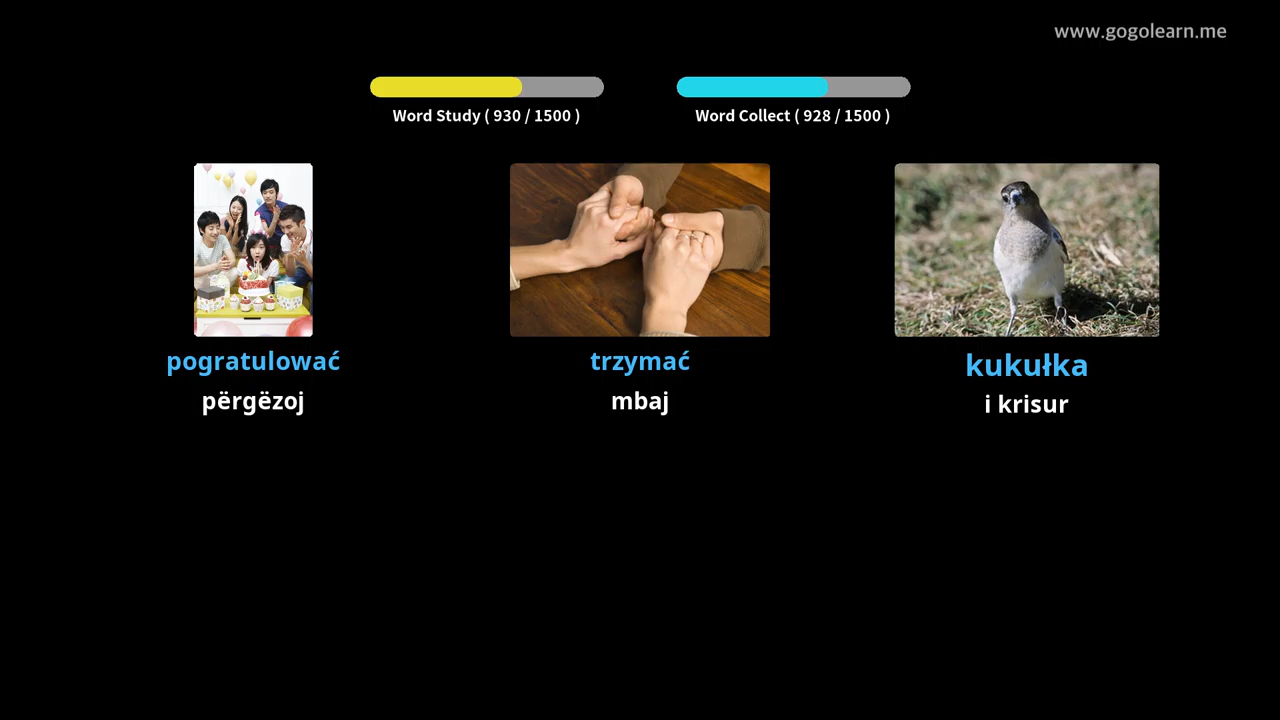 www.gogolearn.me
Word Study ( 930 / 1500 )
Word Collect ( 928 / 1500 )
pogratulować
përgëzoj
trzymać
mbaj
kukułka
i krisur